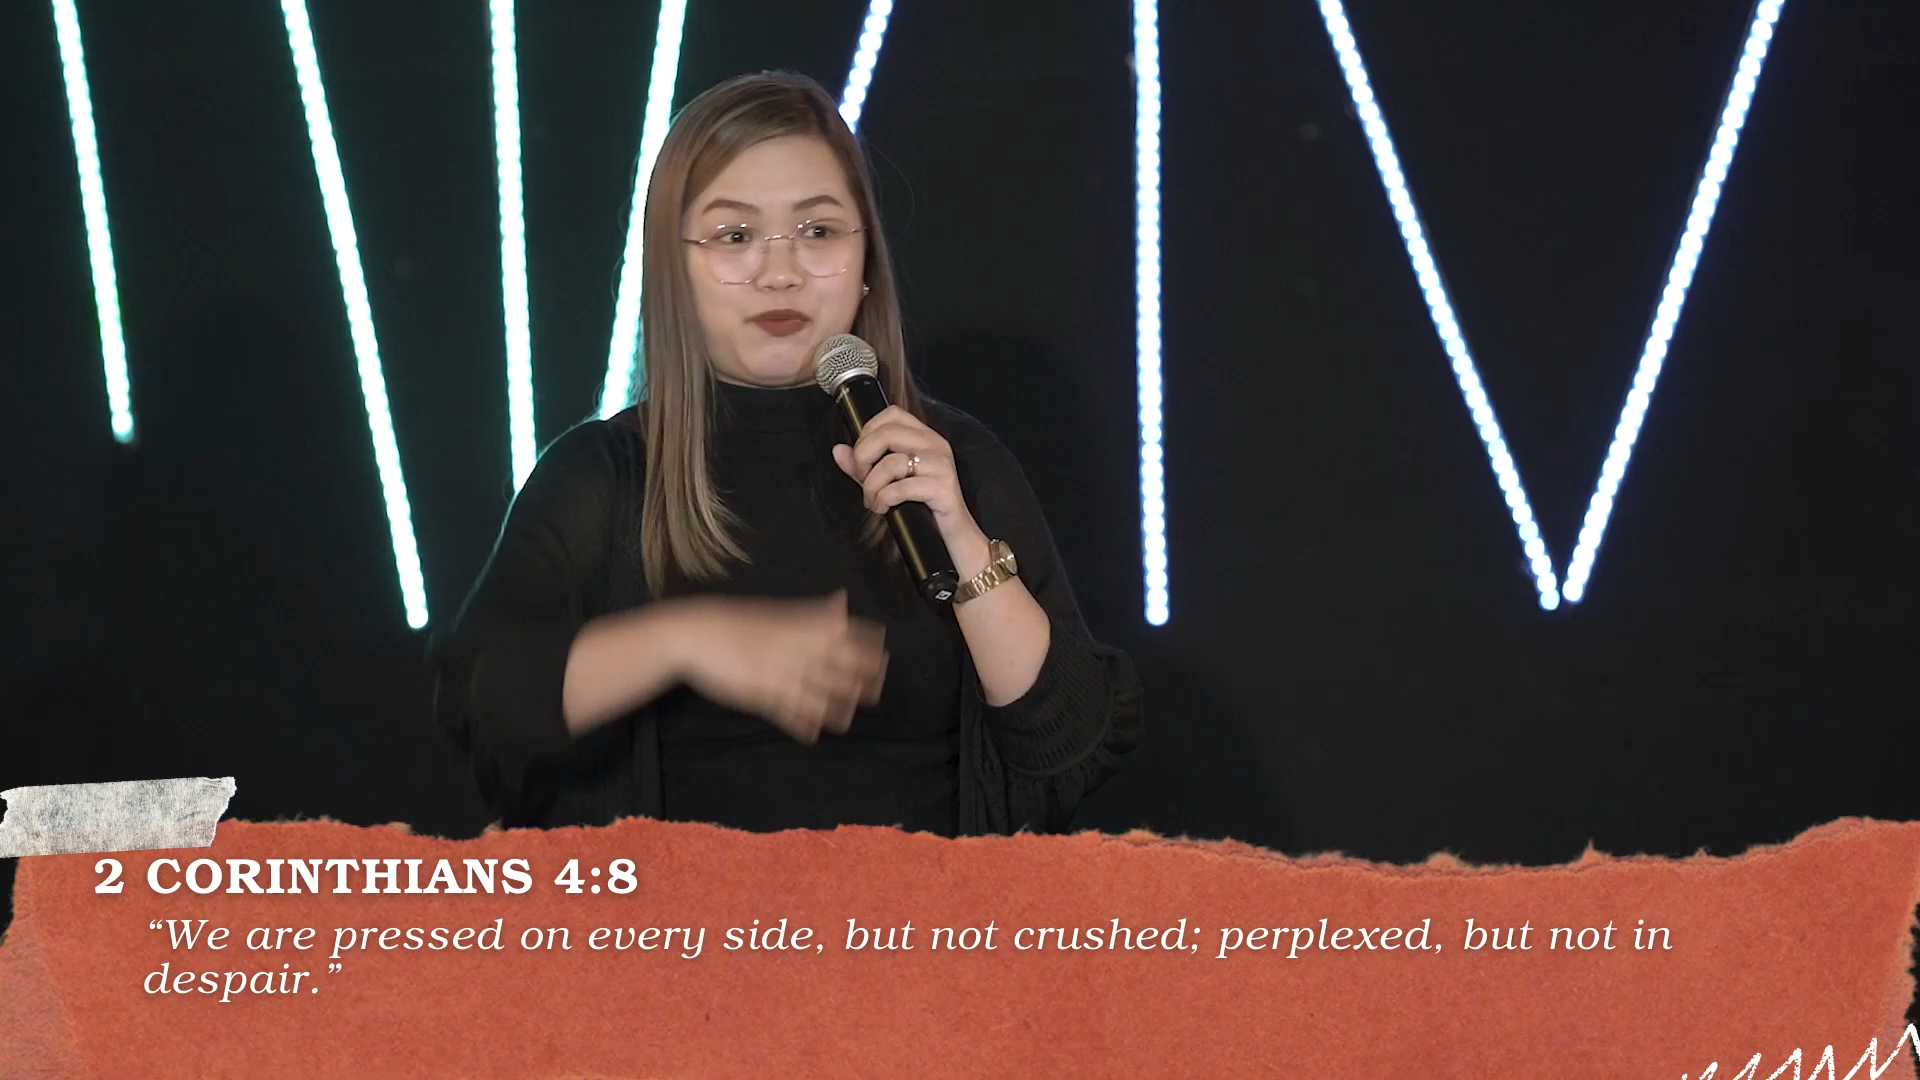 2 CORINTHIANS 4:8
“We are pressed on every side, but not crushed; perplexed, but not in
despair.”